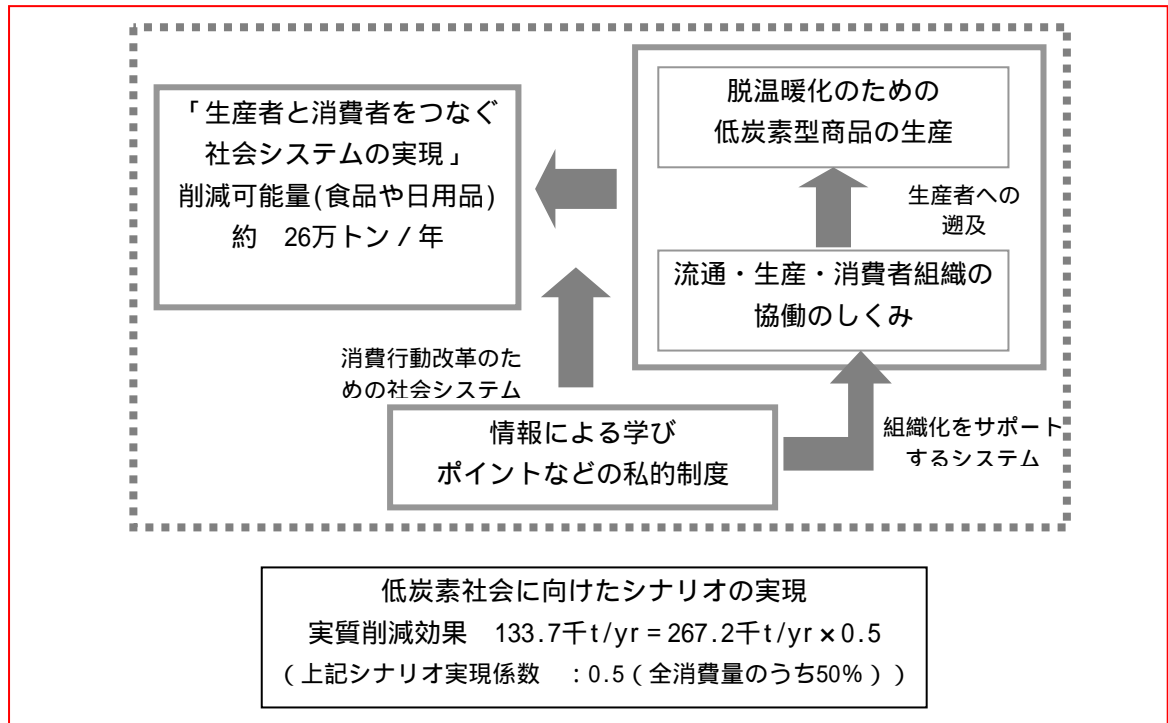 「生産者と消費者をつなぐ
社会システムの実現」
削減可能量(食品や日用品)
約　26万トン／年
脱温暖化のための
低炭素型商品の生産
生産者への
遡及
流通・生産・消費者組織の
協働のしくみ
消費行動改革のた
めの社会システム
情報による学び
ポイントなどの私的制度
組織化をサポート
するシステム
低炭素社会に向けたシナリオの実現
実質削減効果　133.7千t/yr＝267.2千t/yr×0.5
（上記シナリオ実現係数　：0.5（全消費量のうち50%））